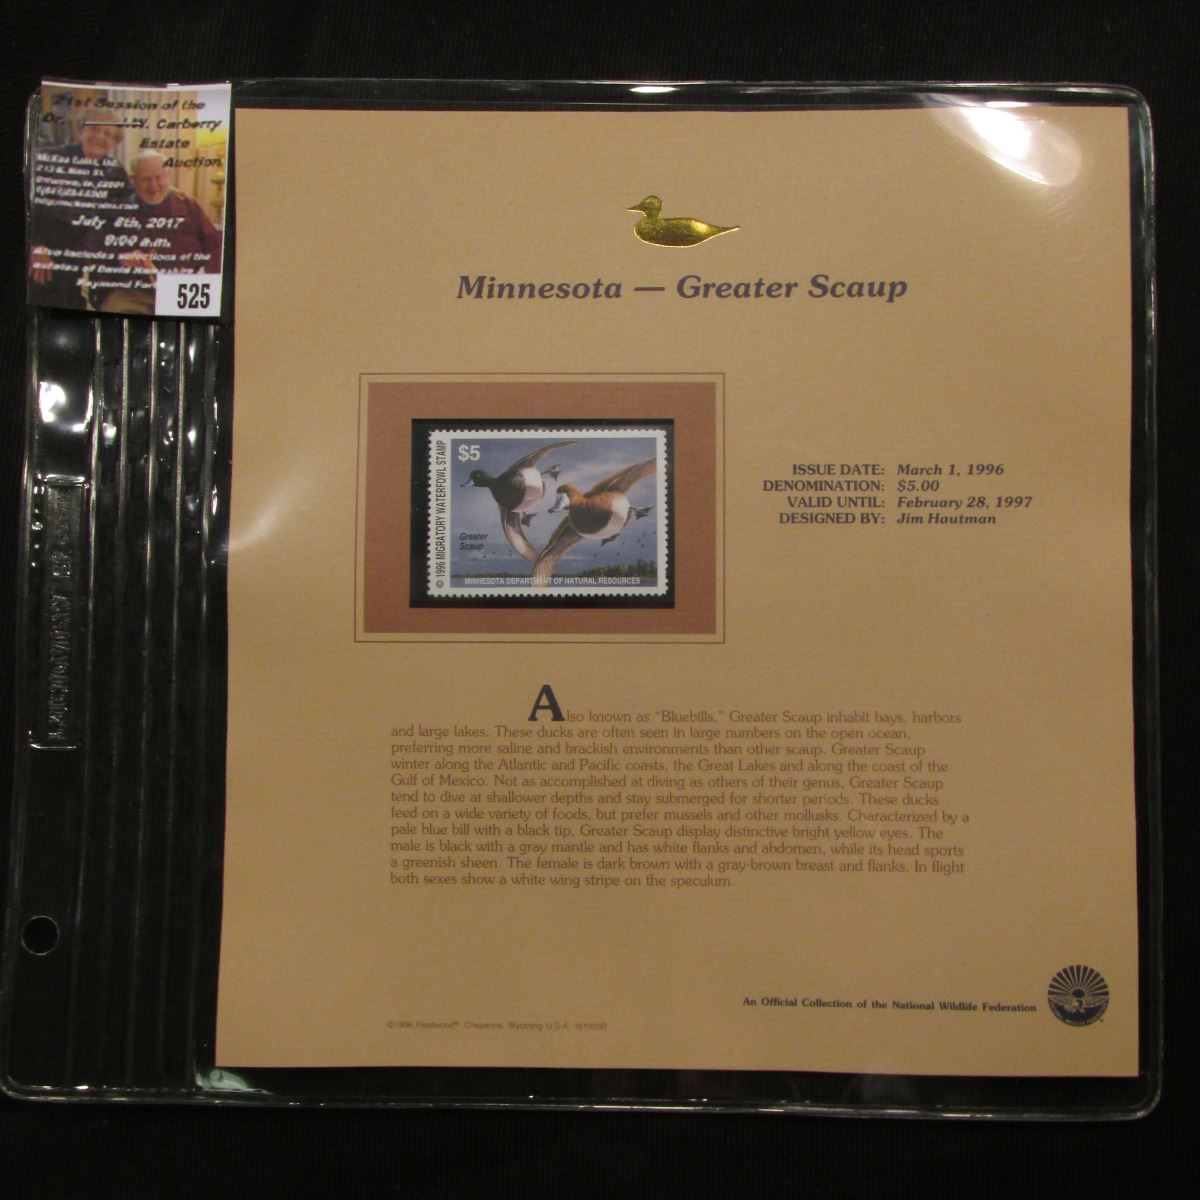 21st Session of the
Dr. J.W. Carberry
Estate
Auction
July 8th, 2017
9:00 a.m.
Also includes selections of the
estates of David Hampshire &
Raymond
525
Minnesota — Greater Scaup
$5
© 1996 MIGRATORY WATERFOWL STAMP
Greater
Scaup
MINNESOTA DEPARTMENT OF NATURAL RESOURCES
ISSUE DATE: March 1, 1996
DENOMINATION: $5.00
VALID UNTIL: February 28, 1997
DESIGNED BY: Jim Hautman
Also known as "Bluebills," Greater Scaup inhabit bays, harbors
and large lakes. These ducks are often seen in large numbers on the open ocean,
preferring more saline and brackish environments than other scaup. Greater Scaup
winter along the Atlantic and Pacific coasts, the Great Lakes and along the coast of the
Gulf of Mexico. Not as accomplished at diving as others of their genus, Greater Scaup
tend to dive at shallower depths and stay submerged for shorter periods. These ducks
feed on a wide variety of foods, but prefer mussels and other mollusks. Characterized by a
pale blue bill with a black tip, Greater Scaup display distinctive bright yellow eyes. The
male is black with a gray mantle and has white flanks and abdomen, while its head sports
a greenish sheen. The female is dark brown with a gray-brown breast and flanks. In flight
both sexes show a white wing stripe on the speculum.
An Official Collection of the National Wildlife Federation
©1996 Fleetwood® Cheyenne, Wyoming U.S.A. 161033B